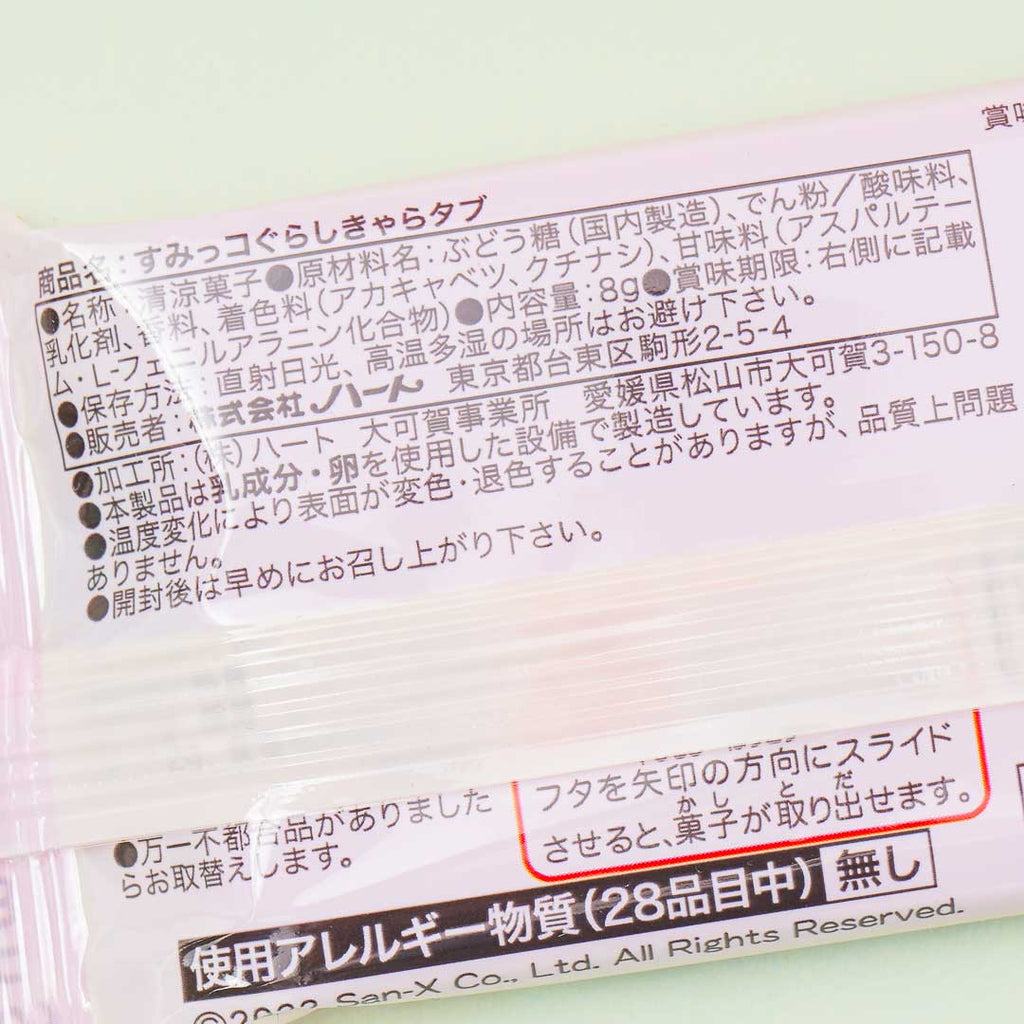 賞味
商品名：すみっコぐらしきゃらタブ
●名称：清涼菓子●原材料名：ぶどう糖（国内製造）、でん粉／酸味料、
乳化剤、香料、着色料（アカキャベツ、クチナシ）、甘味料（アスパルテー
ム・L-フェニルアラニン化合物）●内容量：8g●賞味期限：右側に記載
●保存方法：直射日光、高温多湿の場所はお避け下さい。
●販売者：株式会社ハート 東京都台東区駒形2-5-4
●加工所：（株）ハート 大可賀事業所 愛媛県松山市大可賀3-150-8
●本製品は乳成分・卵を使用した設備で製造しています。
●温度変化により表面が変色・退色することがありますが、品質上問題
ありません。
●開封後は早めにお召し上がり下さい。
フタを矢印の方向にスライド
かし と だ
させると、菓子が取り出せます。
●万一不都合品がありました
らお取替えします。
使用アレルギー物質（28品目中） 無し
San-X Co., Ltd. All Rights Reserved.